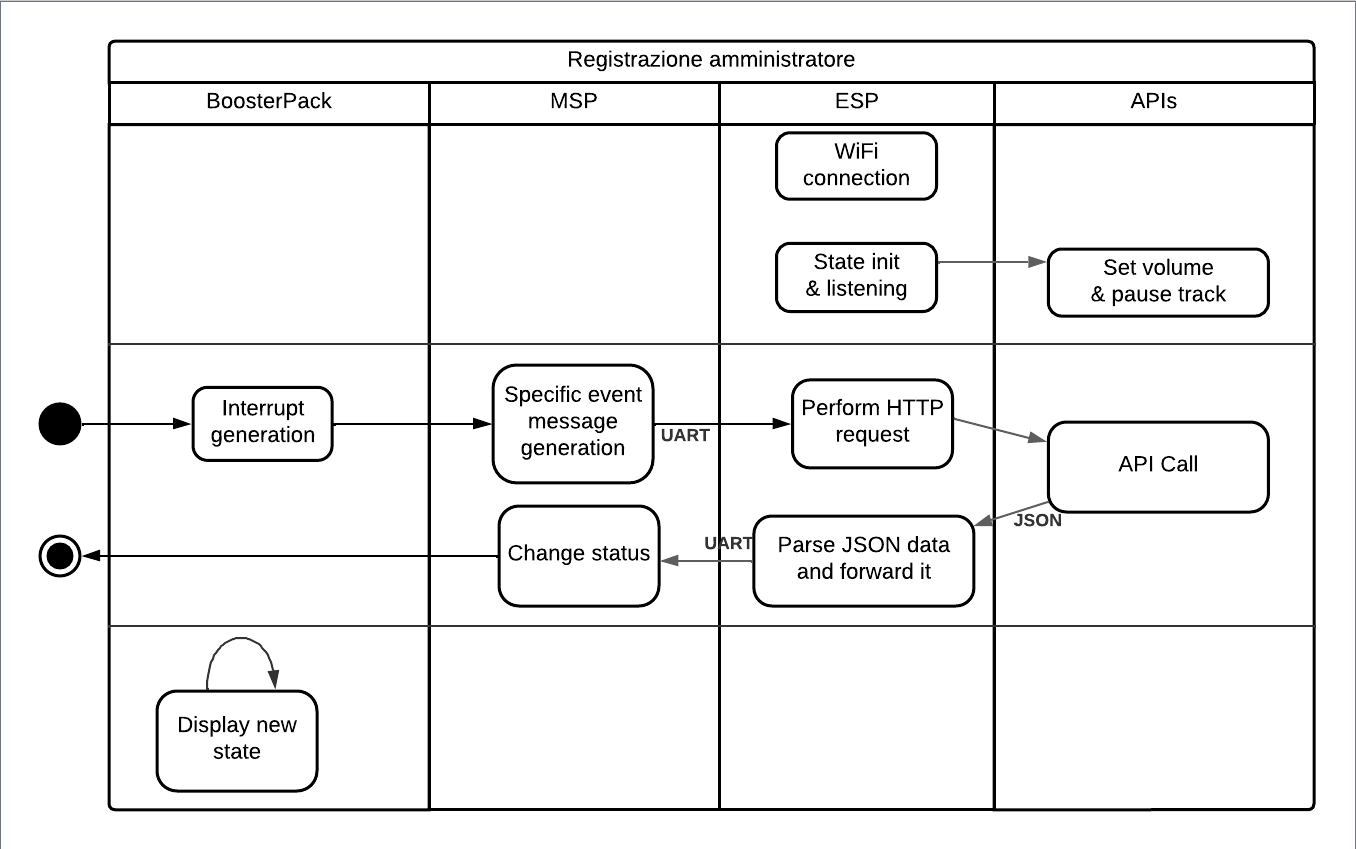 Registrazione amministratore
BoosterPack
MSP
ESP
APIs
WiFi
connection
State init
& listening
Set volume
& pause track
Interrupt
generation
Specific event
message
generation
UART
Perform HTTP
request
API Call
JSON
Parse JSON data
and forward it
UART
Change status
Display new
state